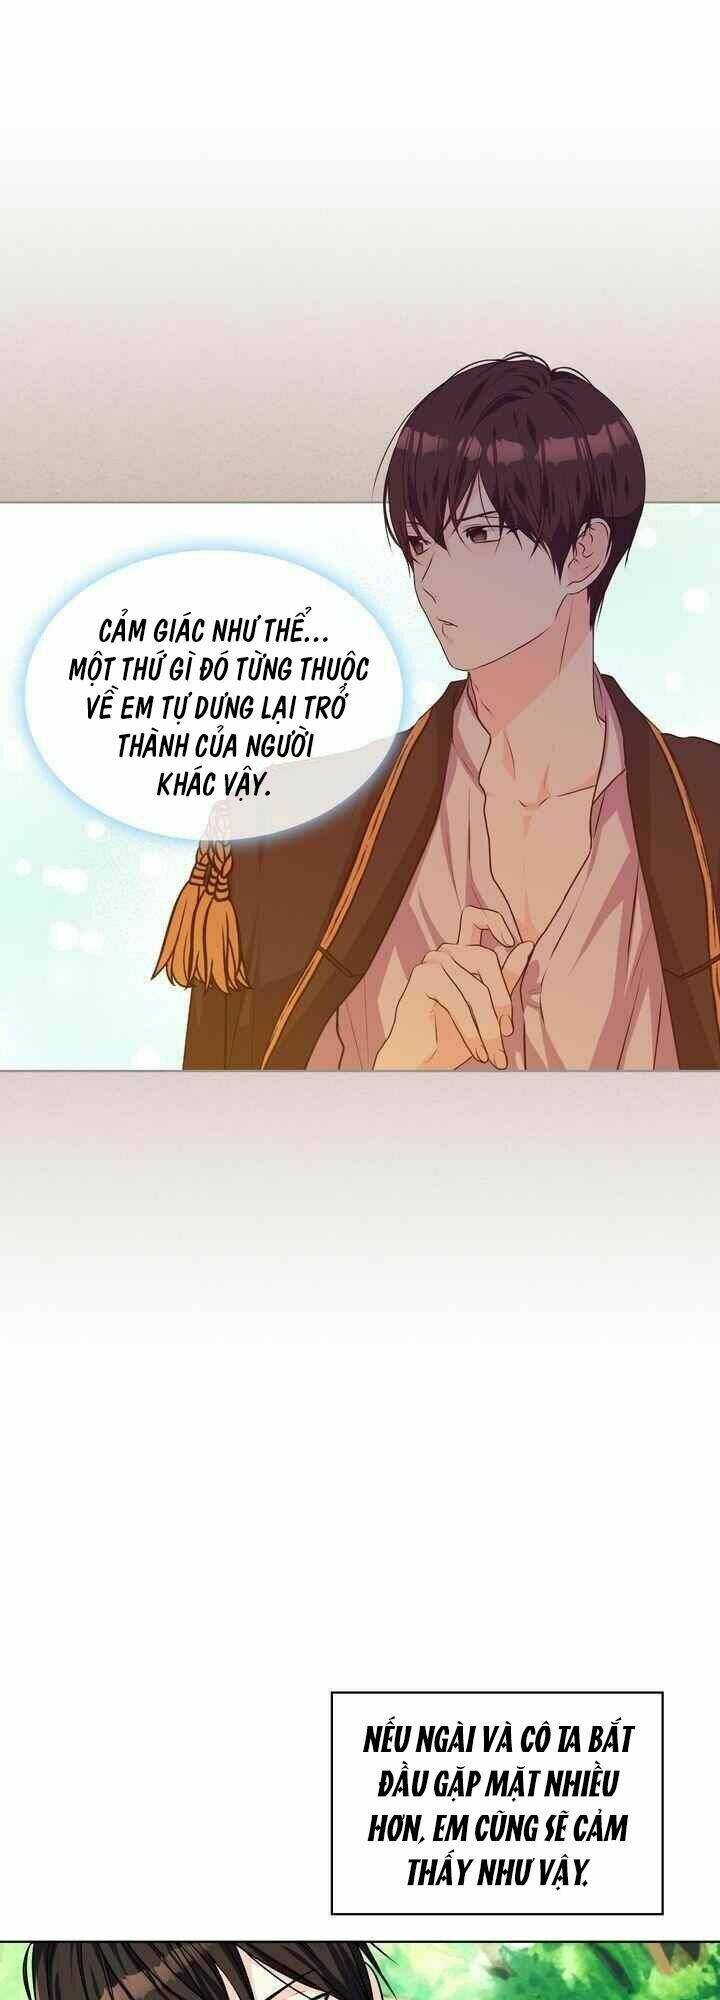 CẢM GIÁC NHƯ THỂ...
MỘT THỨ GÌ ĐÓ TỪNG THUỘC
VỀ EM TỰ DƯNG LẠI TRỞ
THÀNH CỦA NGƯỜI
KHÁC VẬY.
NẾU NGÀI VÀ CÔ TA BẮT
ĐẦU GẶP MẶT NHIỀU
HƠN, EM CŨNG SẼ CẢM
THẤY NHƯ VẬY.